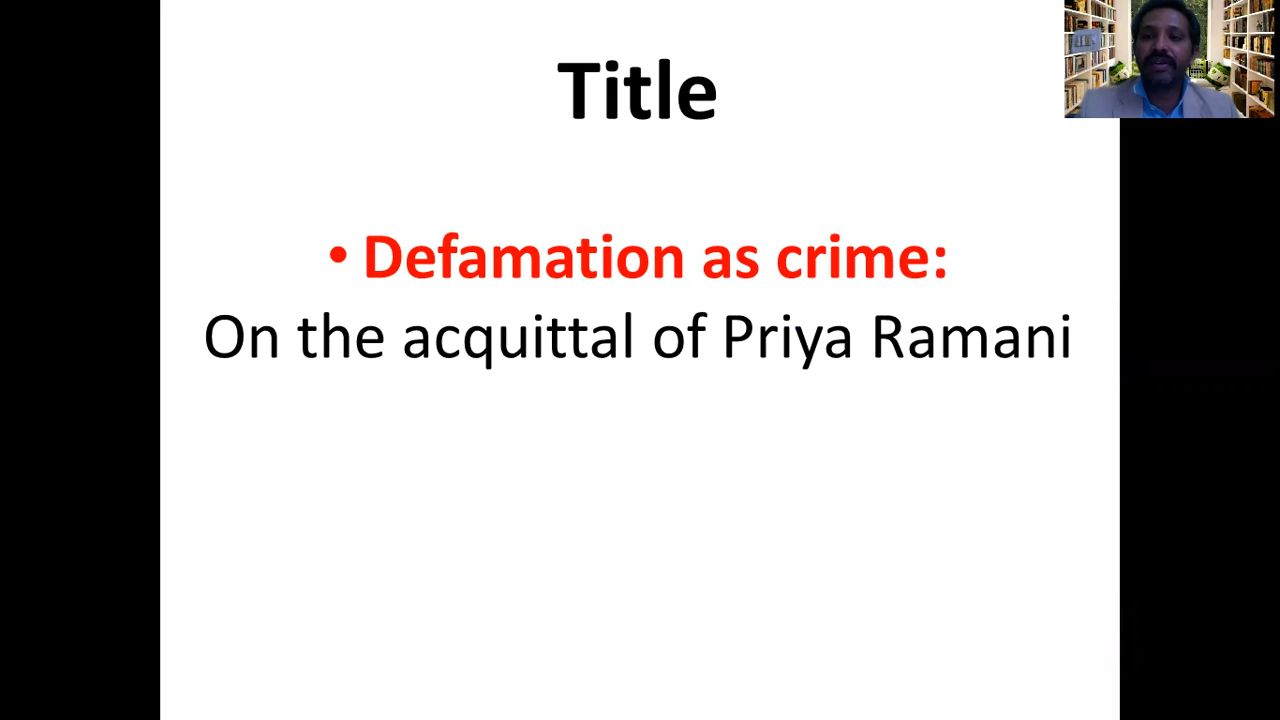 Title
• Defamation as crime:
On the acquittal of Priya Ramani